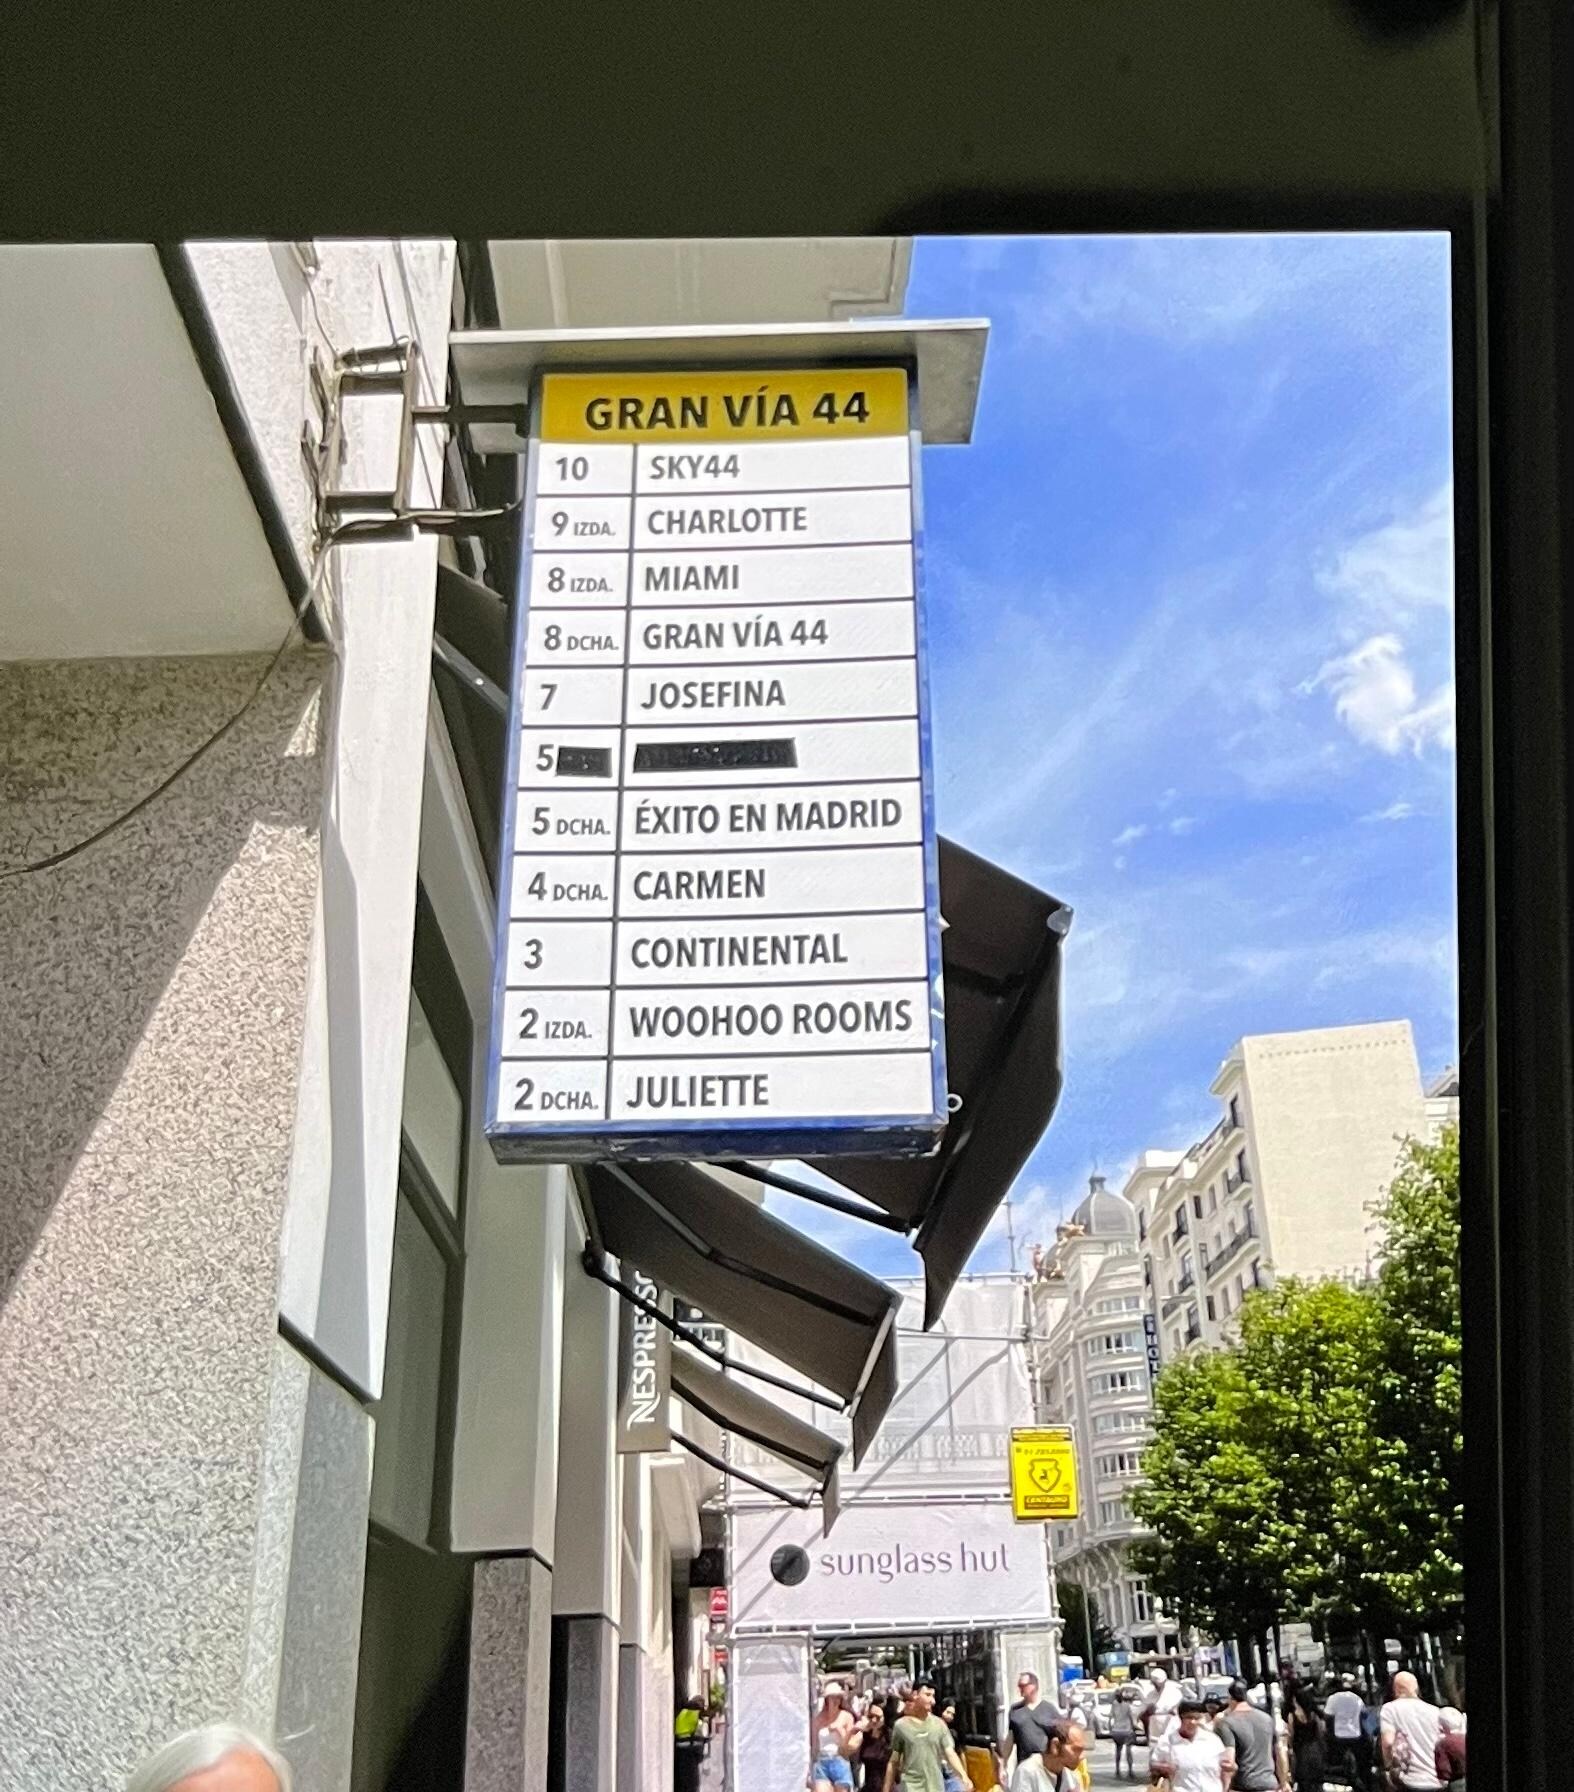 GRAN VÍA 44
10 SKY44
9 IZDA. CHARLOTTE
8 IZDA. MIAMI
8 DCHA. GRAN VÍA 44
7 JOSEFINA
5
5 DCHA. ÉXITO EN MADRID
4 DCHA. CARMEN
3 CONTINENTAL
2 IZDA. WOOHOO ROOMS
2 DCHA. JULIETTE
NESPRESSO
sunglass hut